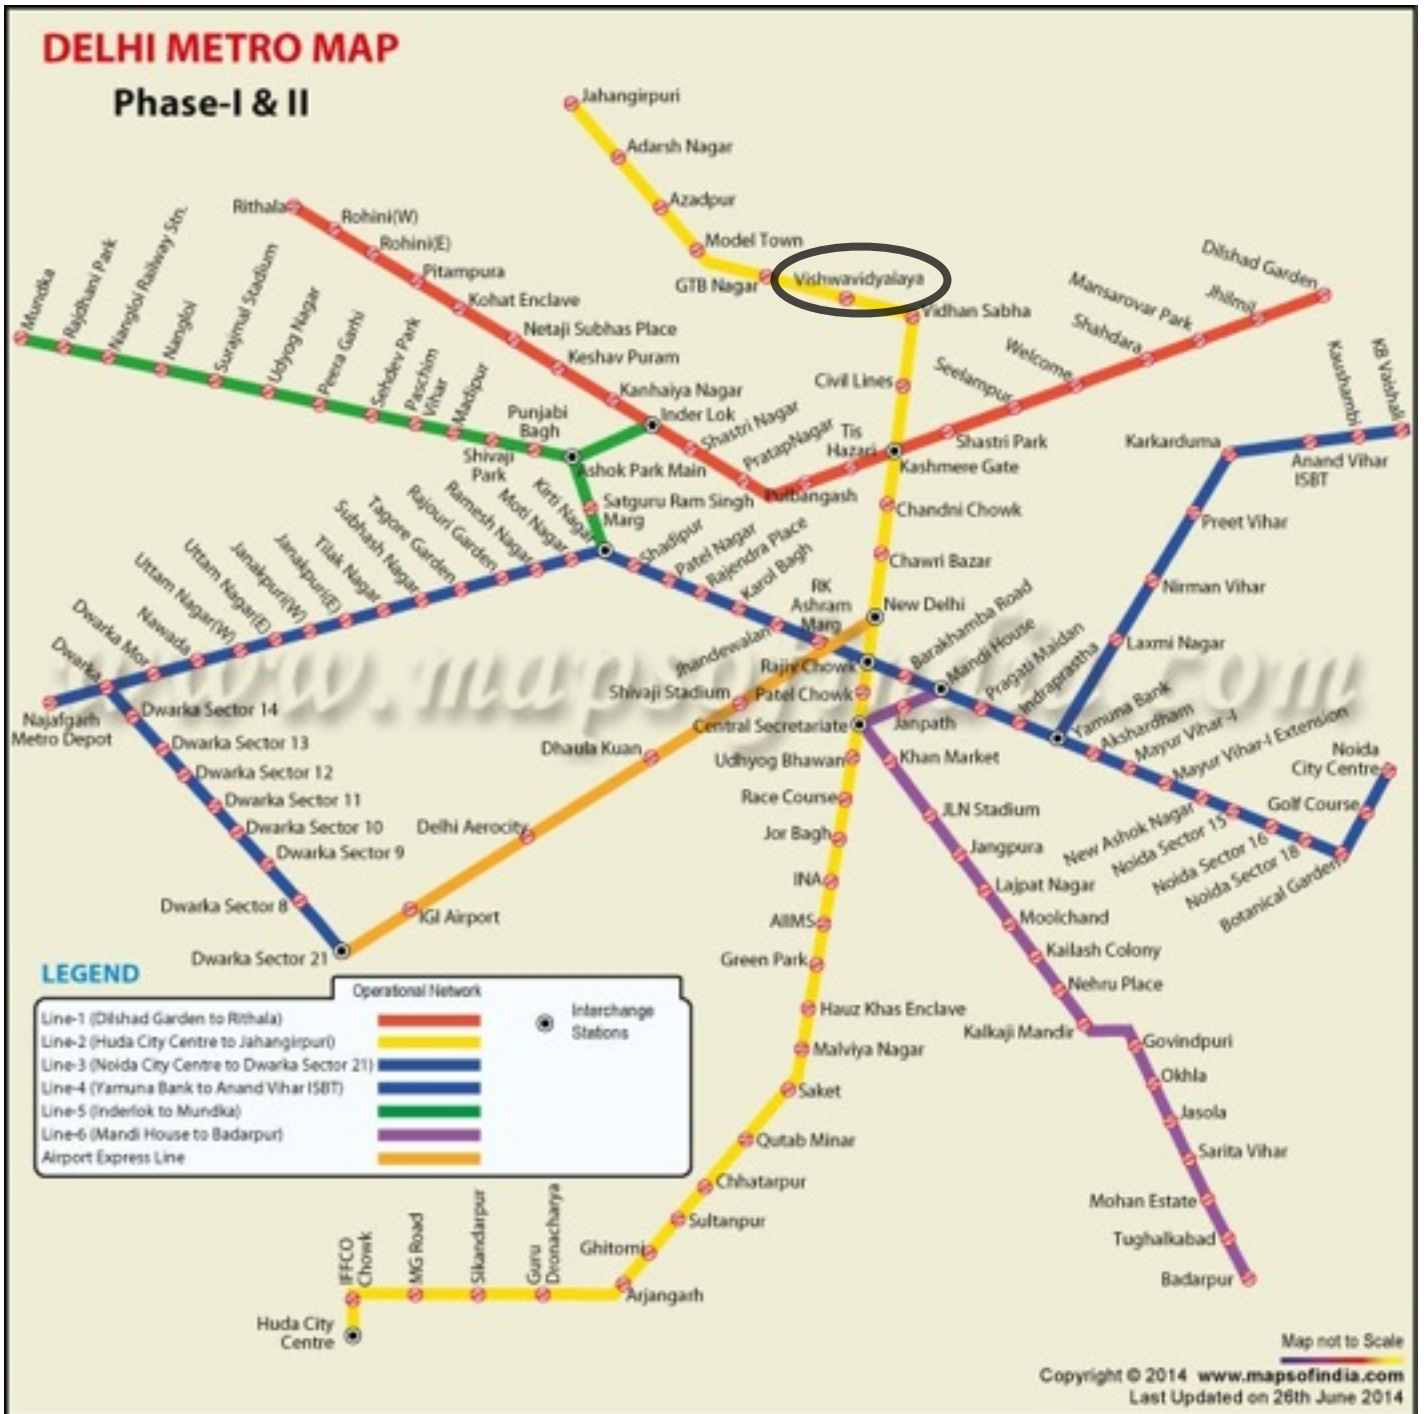 DELHI METRO MAP
Phase-I & II
Jahangirpuri
Adarsh Nagar
Azadpur
Model Town
GTB Nagar
Vishwavidyalaya
Vidhan Sabha
Civil Lines
Rithala
Rohini(W)
Rohini(E)
Pitampura
Kohat Enclave
Netaji Subhas Place
Keshav Puram
Kanhaiya Nagar
Inder Lok
Shastri Nagar
PratapNagar
Pulbangash
Tis
Hazari
Kashmere Gate
Shastri Park
Seelampur
Welcome
Shahdara
Mansarovar Park
Jhilmil
Dilshad Garden
Mundka
Rajdhani Park
Nangloi Railway Stn.
Nangloi
Surajmal Stadium
Udyog Nagar
Peera Garhi
Sehdev Park
Paschim
Vihar
Madipur
Shivaji
Park
Punjabi
Bagh
Ashok Park Main
Satguru Ram Singh
Marg
Kirti Nagar
Moti Nagar
Ramesh Nagar
Rajouri Garden
Tagore Garden
Subhash Nagar
Tilak Nagar
Janakpuri(E)
Janakpuri(W)
Uttam Nagar(E)
Uttam Nagar(W)
Nawada
Dwarka Mor
Dwarka
Najafgarh
Metro Depot
Dwarka Sector 14
Dwarka Sector 13
Dwarka Sector 12
Dwarka Sector 11
Dwarka Sector 10
Dwarka Sector 9
Dwarka Sector 8
Dwarka Sector 21
IGI Airport
Delhi Aerocity
Dhaula Kuan
Shivaji Stadium
Shadipur
Patel Nagar
Rajendra Place
Karol Bagh
Jhandewalan
RK
Ashram
Marg
Chandni Chowk
Chawri Bazar
New Delhi
Rajiv Chowk
Patel Chowk
Central Secretariate
Udhyog Bhawan
Race Course
Jor Bagh
INA
AIIMS
Green Park
Hauz Khas Enclave
Malviya Nagar
Saket
Qutab Minar
Chhatarpur
Sultanpur
Ghitorni
Arjangarh
Guru
Dronacharya
Sikandarpur
MG Road
IFFCO
Chowk
Huda City
Centre
Barakhamba Road
Mandi House
Pragati Maidan
Indraprastha
Yamuna Bank
Akshardham
Mayur Vihar -I
Mayur Vihar-I Extension
New Ashok Nagar
Noida Sector 15
Noida Sector 16
Noida Sector 18
Botanical Garden
Golf Course
Noida
City Centre
Laxmi Nagar
Nirman Vihar
Preet Vihar
Karkarduma
Anand Vihar
ISBT
Kaushambi
KB Vaishali
Janpath
Khan Market
JLN Stadium
Jangpura
Lajpat Nagar
Moolchand
Kailash Colony
Nehru Place
Kalkaji Mandir
Govindpuri
Okhla
Jasola
Sarita Vihar
Mohan Estate
Tughalkabad
Badarpur
www.mapsofindia.com
LEGEND
Operational Network
Line-1 (Dilshad Garden to Rithala)
Line-2 (Huda City Centre to Jahangirpuri)
Line-3 (Noida City Centre to Dwarka Sector 21)
Line-4 (Yamuna Bank to Anand Vihar ISBT)
Line-5 (Inderlok to Mundka)
Line-6 (Mandi House to Badarpur)
Airport Express Line
Interchange
Stations
Map not to Scale
Copyright © 2014 www.mapsofindia.com
Last Updated on 26th June 2014